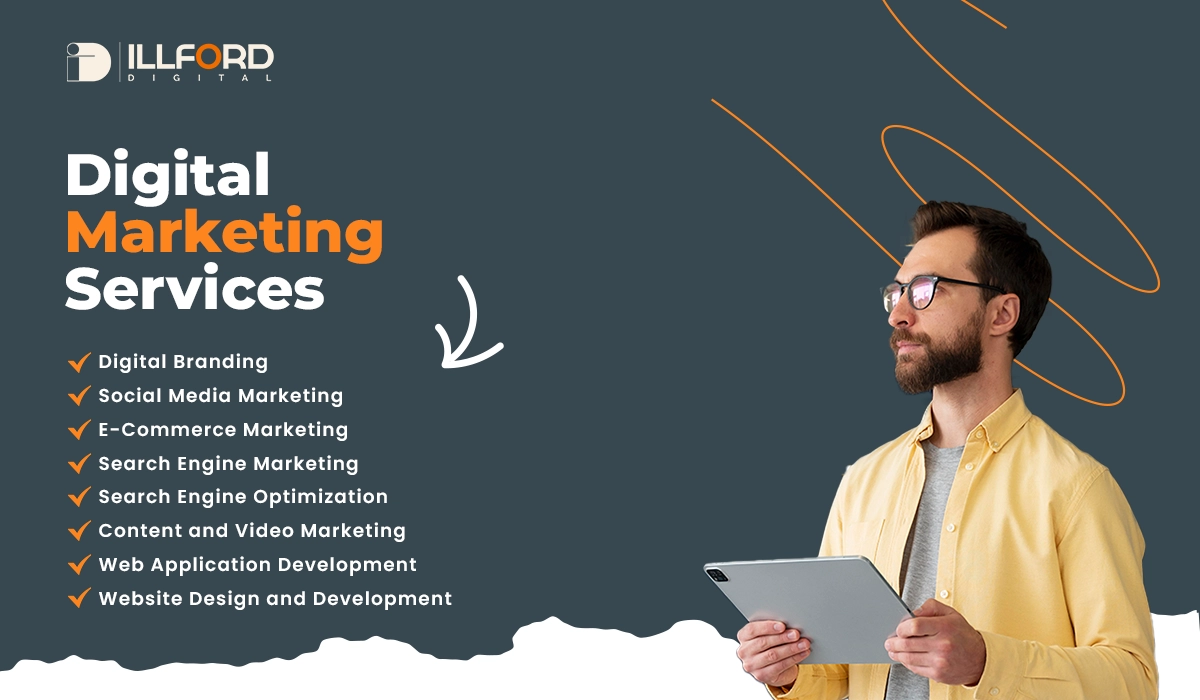 ILLFORD
DIGITAL
Digital
Marketing
Services
Digital Branding
Social Media Marketing
E-Commerce Marketing
Search Engine Marketing
Search Engine Optimization
Content and Video Marketing
Web Application Development
Website Design and Development